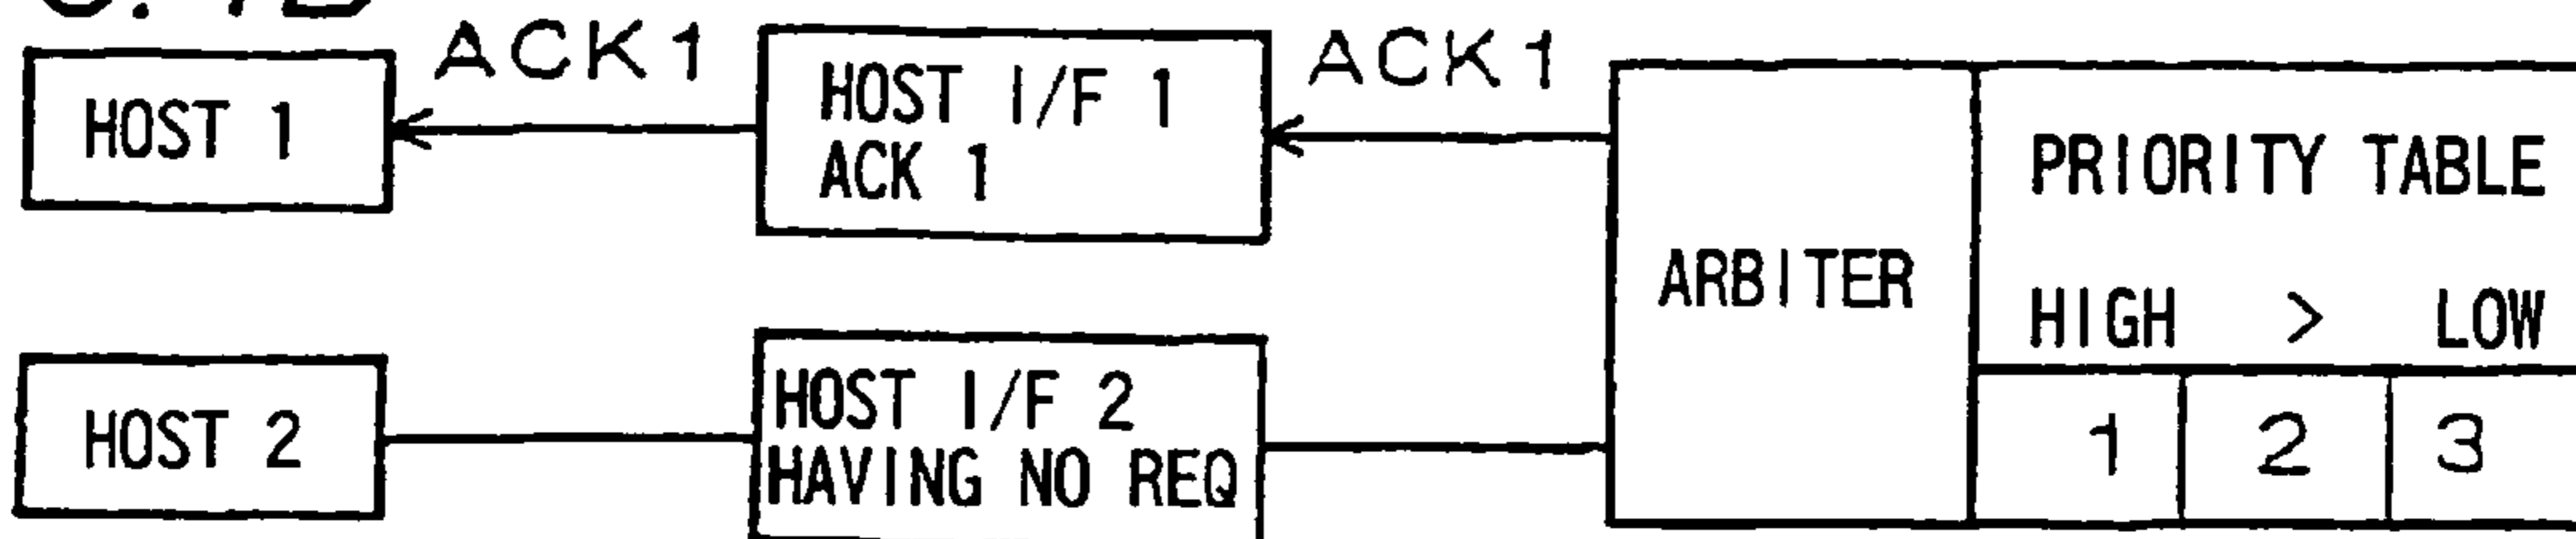 ACK1
ACK1
HOST 1
HOST I/F 1
ACK 1
PRIORITY TABLE
ARBITER
HIGH > LOW
HOST 2
HOST I/F 2
HAVING NO REQ
1 2 3